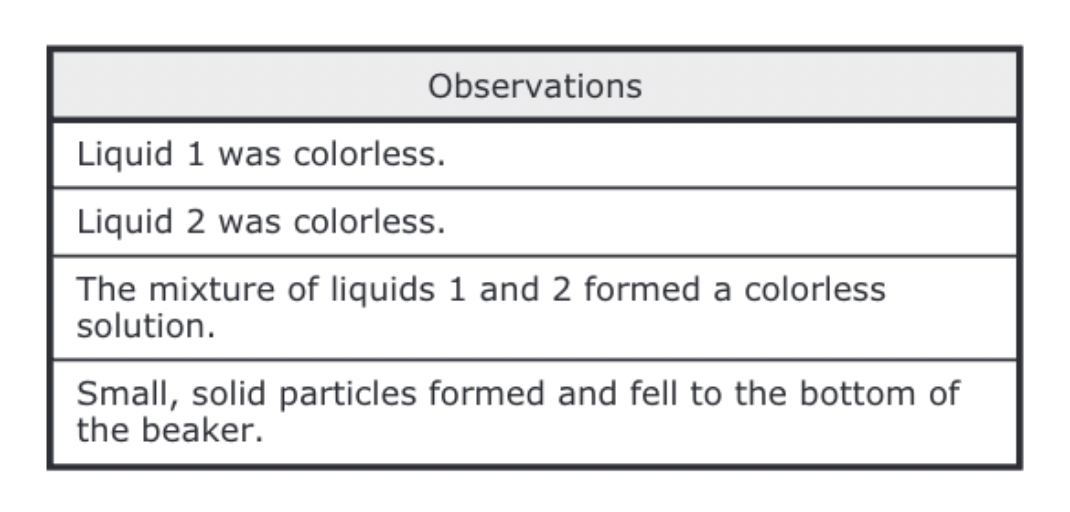 Observations
Liquid 1 was colorless.
Liquid 2 was colorless.
The mixture of liquids 1 and 2 formed a colorless
solution.
Small, solid particles formed and fell to the bottom of
the beaker.